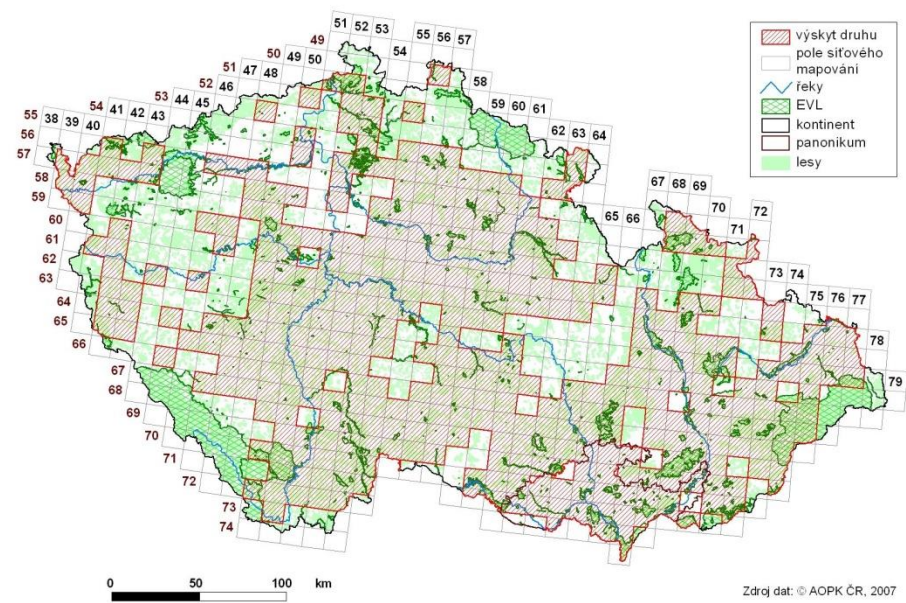 51 52 53
54
55 56 57
58
59 60 61
62 63 64
49
50 49 50
51 47 48
52 46
53 44 45
54 41 42 43
55 38 39 40
56
57
58
59
60
61
62
63
64
65
66
67
68
69
70
71
72
73
74
65 66
67 68 69
70
71 72
73 74
75 76 77
78
79
výskyt druhu
pole síťového
mapování
řeky
EVL
kontinent
panonikum
lesy
0 50 100 km
Zdroj dat: © AOPK ČR, 2007